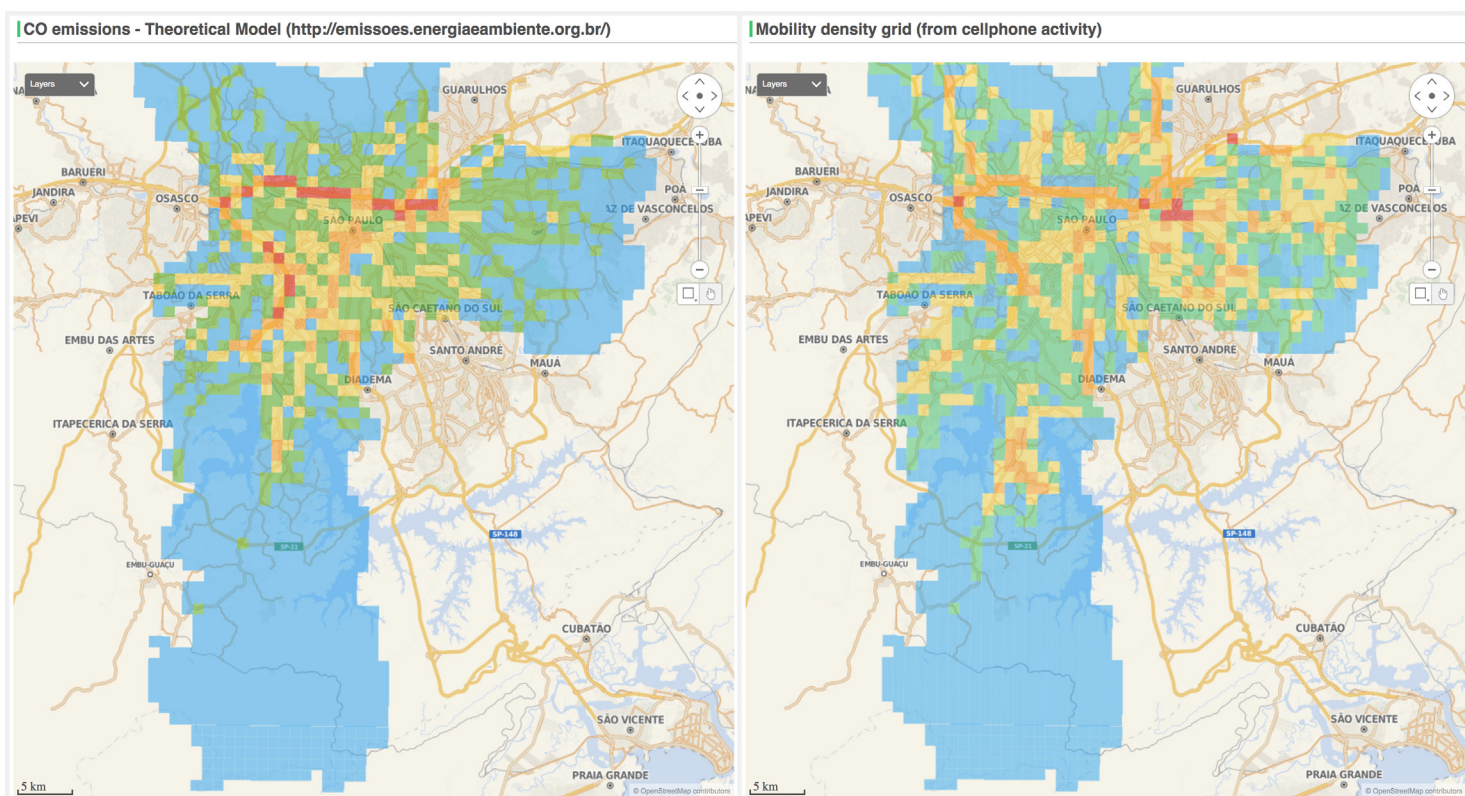 CO emissions - Theoretical Model (http://emissoes.energiaeambiente.org.br/)
Layers
GUARULHOS
BARUERI
JANDIRA
OSASCO
APEVI
SÃO PAULO
POÁ
AZ DE VASCONCELOS
TABOÃO DA SERRA
SÃO CAETANO DO SUL
EMBU DAS ARTES
SANTO ANDRÉ
MAUÁ
DIADEMA
ITAPECERICA DA SERRA
SP-148
SP-21
EMBU-GUAÇU
CUBATÃO
SÃO VICENTE
PRAIA GRANDE
5 km
© OpenStreetMap contributors
Mobility density grid (from cellphone activity)
Layers
GUARULHOS
BARUERI
JANDIRA
OSASCO
APEVI
SÃO PAULO
POÁ
AZ DE VASCONCELOS
TABOÃO DA SERRA
SÃO CAETANO DO SUL
EMBU DAS ARTES
SANTO ANDRÉ
MAUÁ
DIADEMA
ITAPECERICA DA SERRA
SP-148
SP-21
EMBU-GUAÇU
CUBATÃO
SÃO VICENTE
PRAIA GRANDE
5 km
© OpenStreetMap contributors